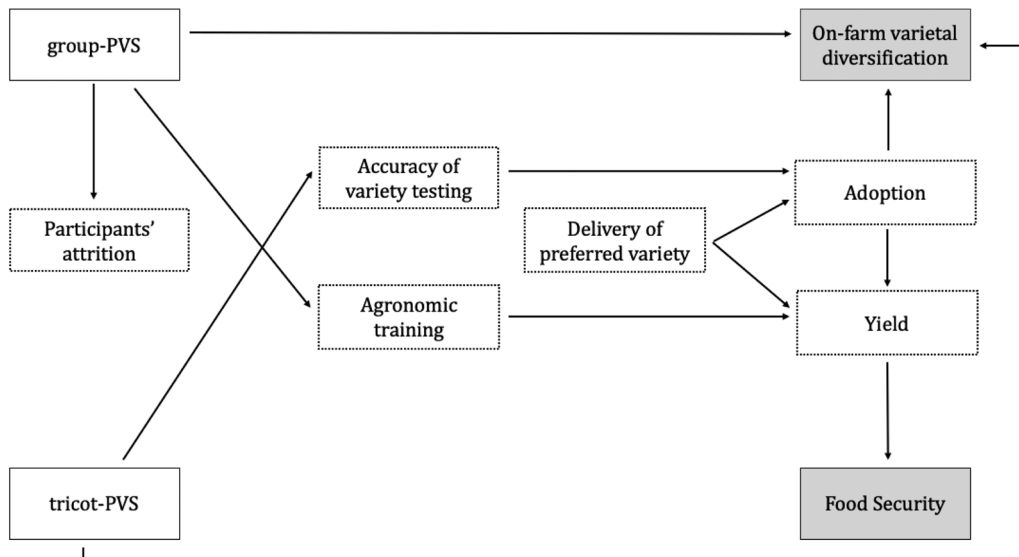 group-PVS
On-farm varietal
diversification
Accuracy of
variety testing
Adoption
Participants’
attrition
Delivery of
preferred variety
Agronomic
training
Yield
tricot-PVS
Food Security